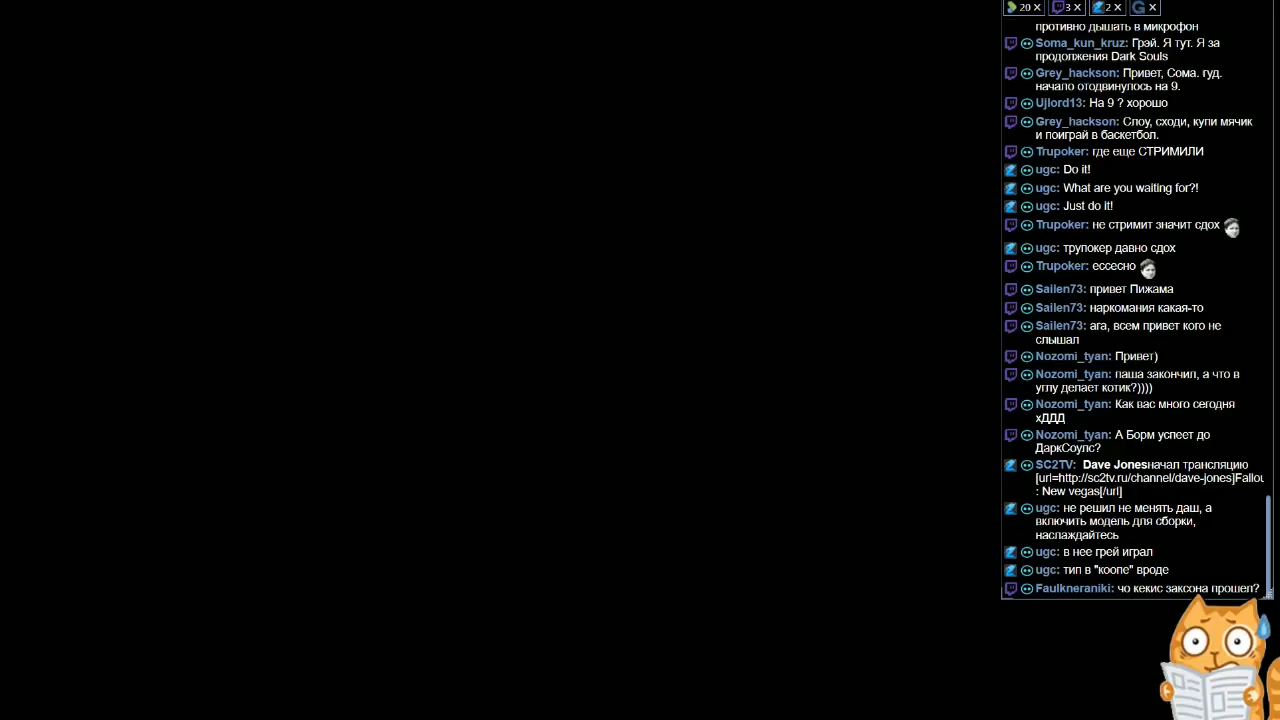 20 X 3 X 2 X G X
противно дышать в микрофон
Soma_kun_kruz: Грэй. Я тут. Я за
продолжения Dark Souls
Grey_hackson: Привет, Сома. гуд.
начало отодвинулось на 9.
Ujlord13: На 9 ? хорошо
Grey_hackson: Слоу, сходи, купи мячик
и поиграй в баскетбол.
Trupoker: где еще СТРИМИЛИ
ugc: Do it!
ugc: What are you waiting for?!
ugc: Just do it!
Trupoker: не стримит значит сдох
ugc: трупокер давно сдох
Trupoker: ессесно
Sailen73: привет Пижама
Sailen73: наркомания какая-то
Sailen73: ага, всем привет кого не
слышал
Nozomi_tyan: Привет)
Nozomi_tyan: паша закончил, а что в
углу делает котик?))))
Nozomi_tyan: Как вас много сегодня
хДДД
Nozomi_tyan: А Борм успеет до
ДаркСоулс?
SC2TV: Dave Jonesначал трансляцию
[url=http://sc2tv.ru/channel/dave-jones]Fallou
: New vegas[/url]
ugc: не решил не менять даш, а
включить модель для сборки,
наслаждайтесь
ugc: в нее грей играл
ugc: тип в "коопе" вроде
Faulkneraniki: чо кекис заксона прошел?